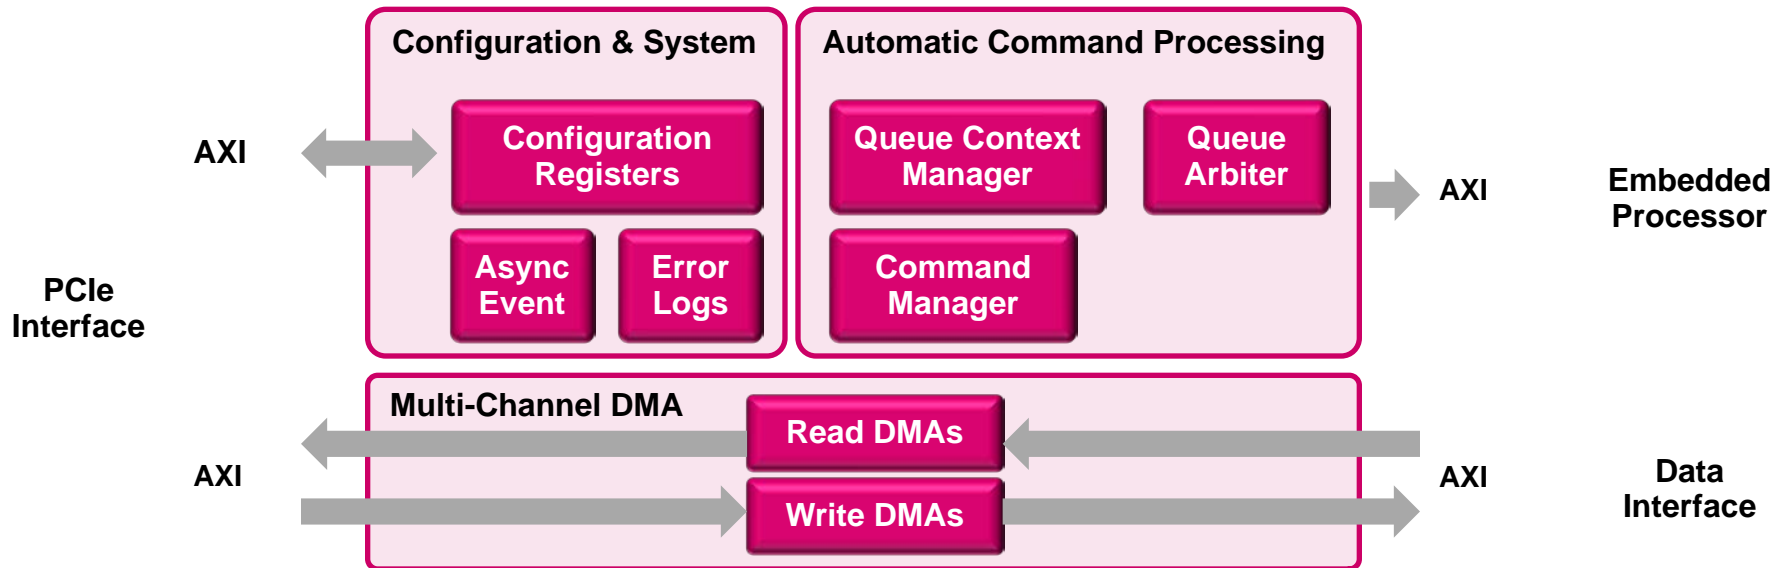 Configuration & System
Automatic Command Processing
AXI
Configuration
Registers
Queue Context
Manager
Queue
Arbiter
AXI
Embedded
Processor
Async
Event
Error
Logs
Command
Manager
PCIe
Interface
Multi-Channel DMA
Read DMAs
AXI
AXI
Write DMAs
Data
Interface